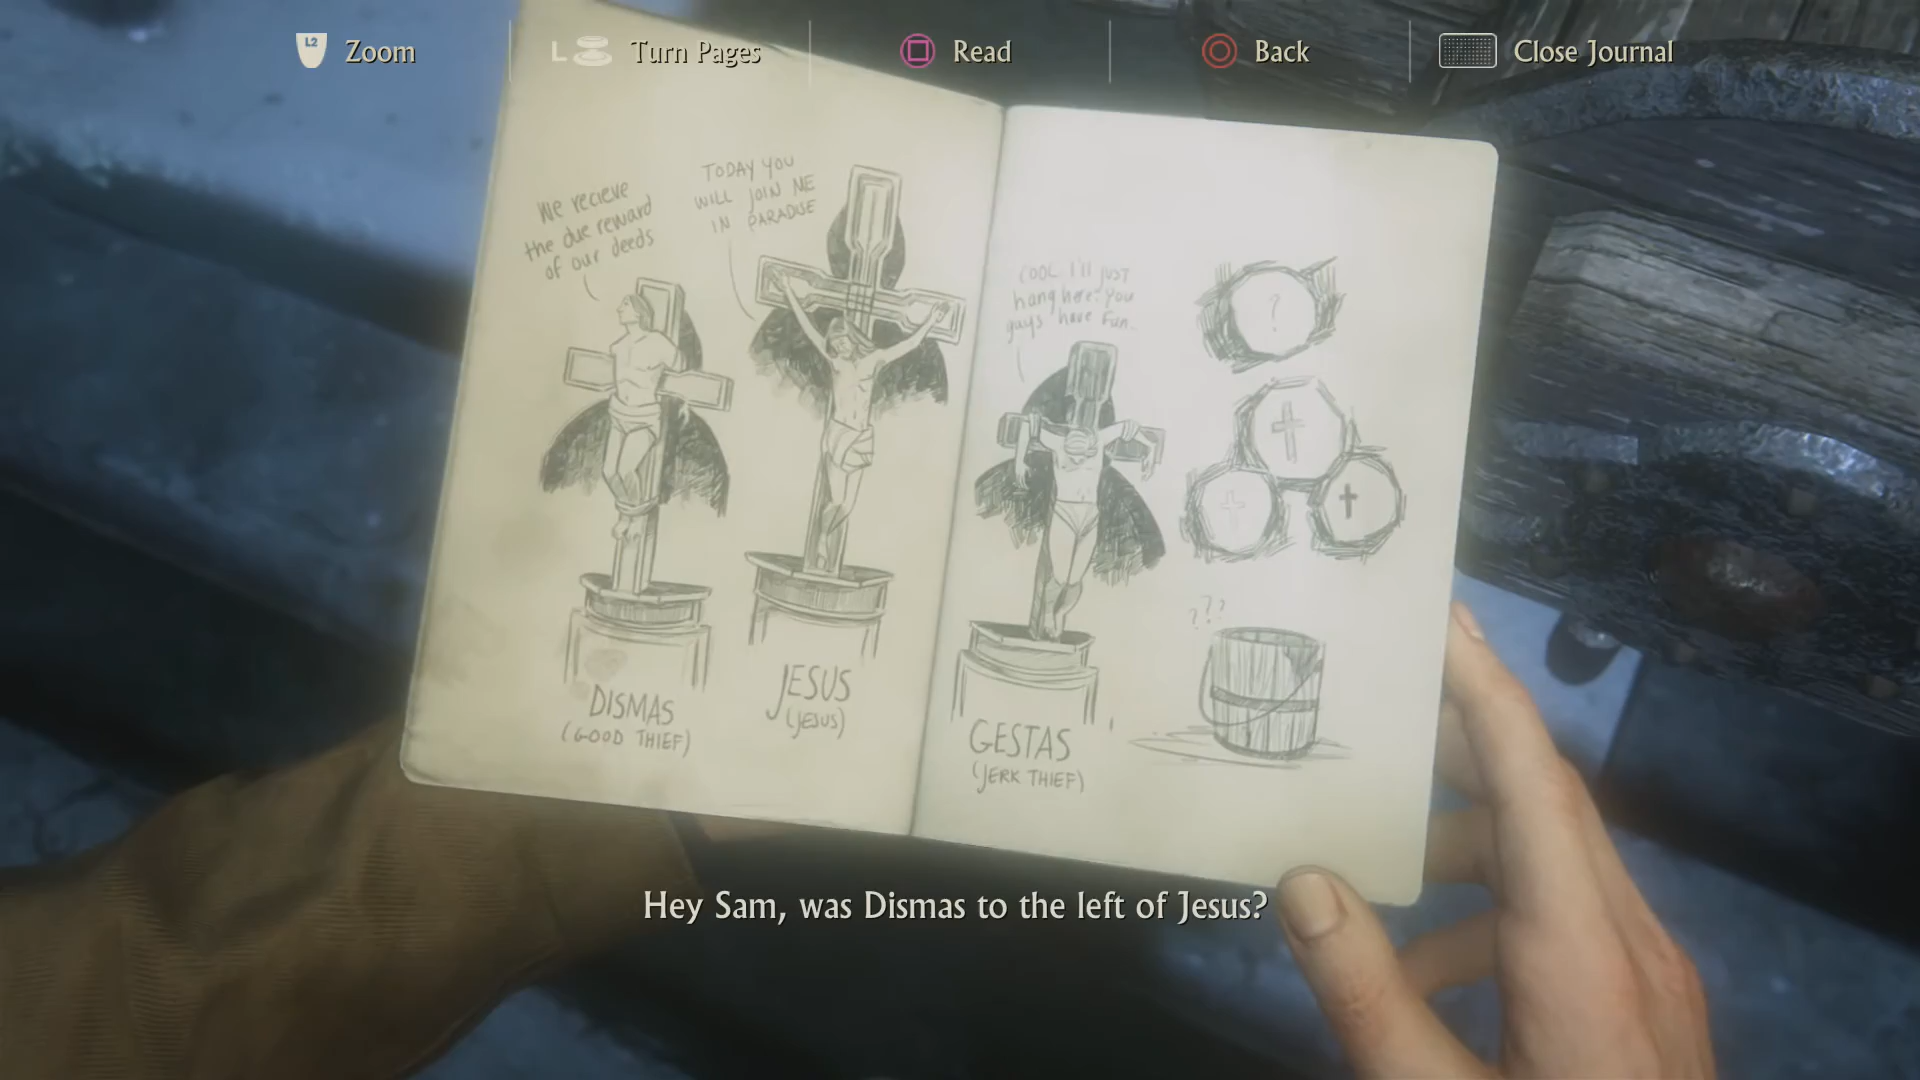 L2 Zoom
L Turn Pages
Read
Back
Close Journal
We recieve
the due reward
of our deeds
TODAY YOU
WILL JOIN ME
IN PARADISE
COOL I'll JUST
hang here. You
guys have fun..
?
DISMAS
(GOOD THIEF)
JESUS
(JESUS)
GESTAS
(JERK THIEF)
???
Hey Sam, was Dismas to the left of Jesus?